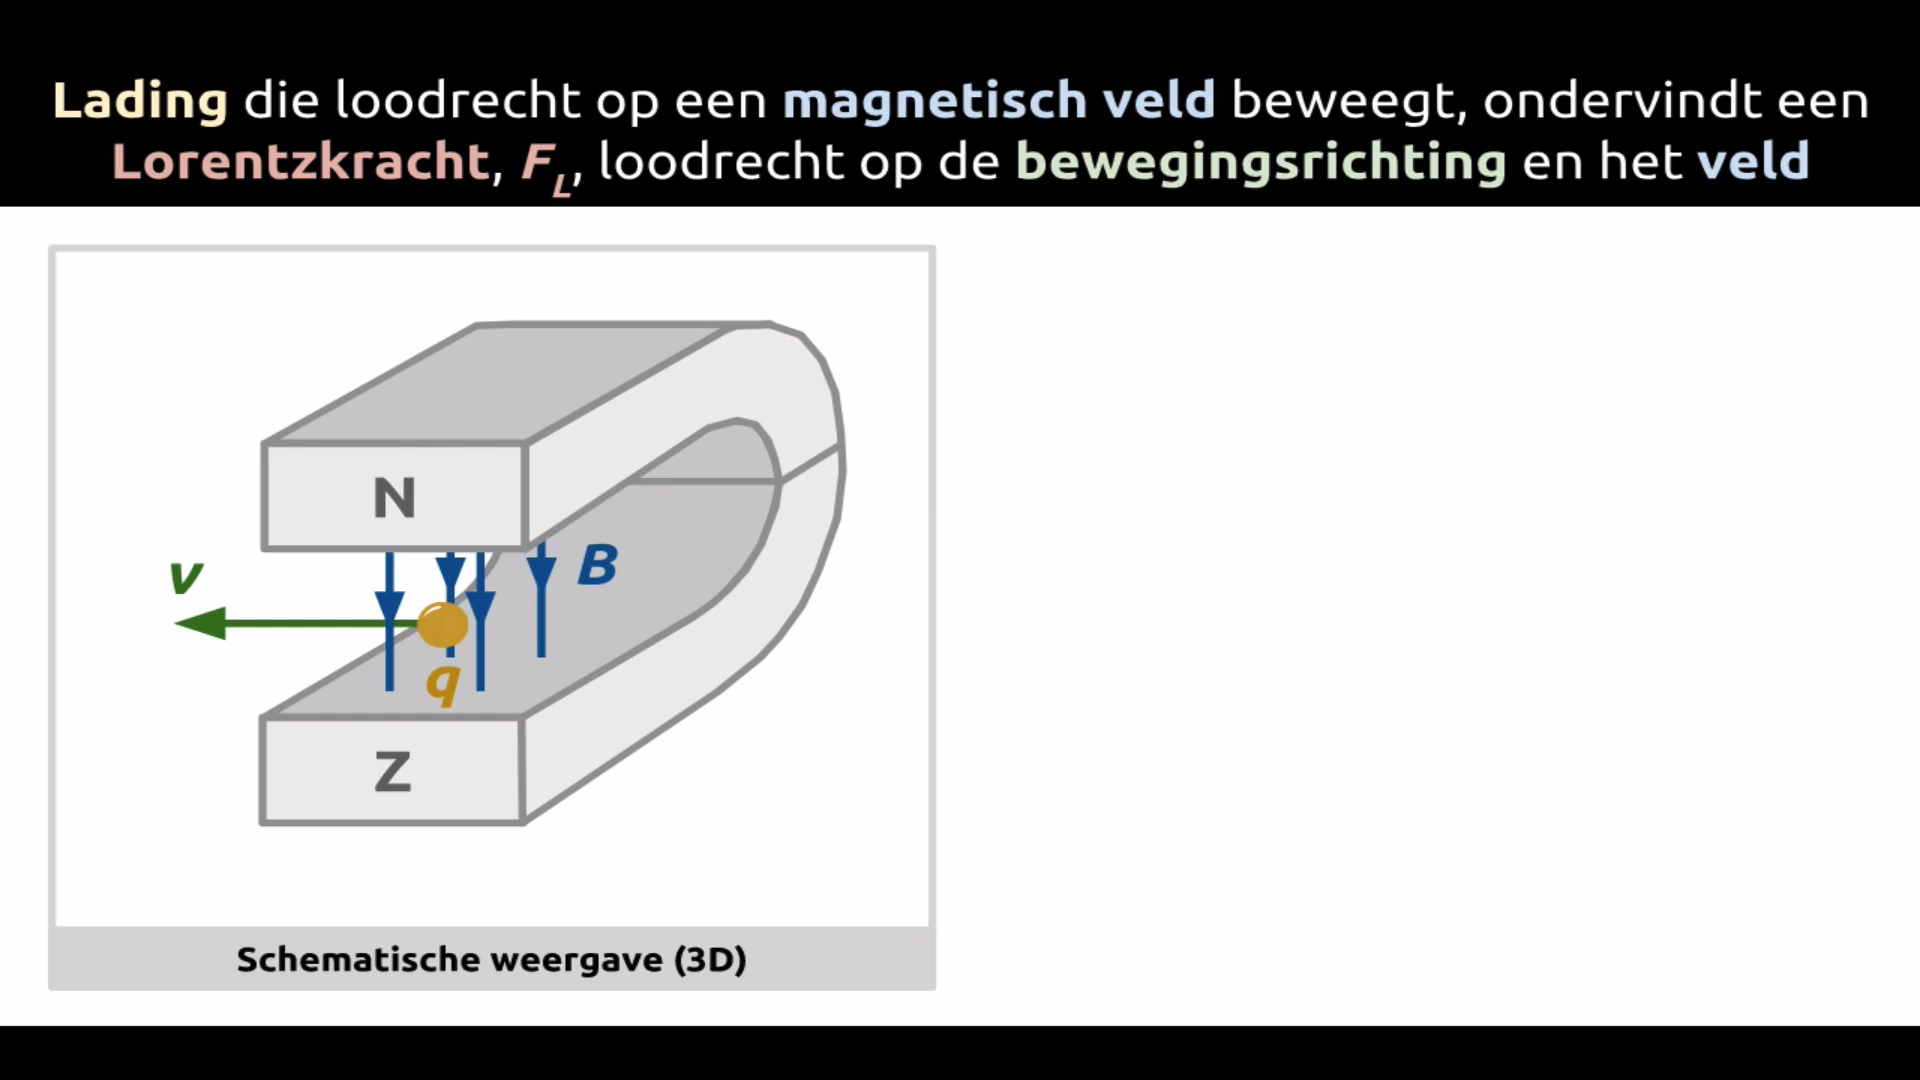 Lading die loodrecht op een magnetisch veld beweegt, ondervindt een
Lorentzkracht, F_L, loodrecht op de bewegingsrichting en het veld
N
B
v
q
Z
Schematische weergave (3D)